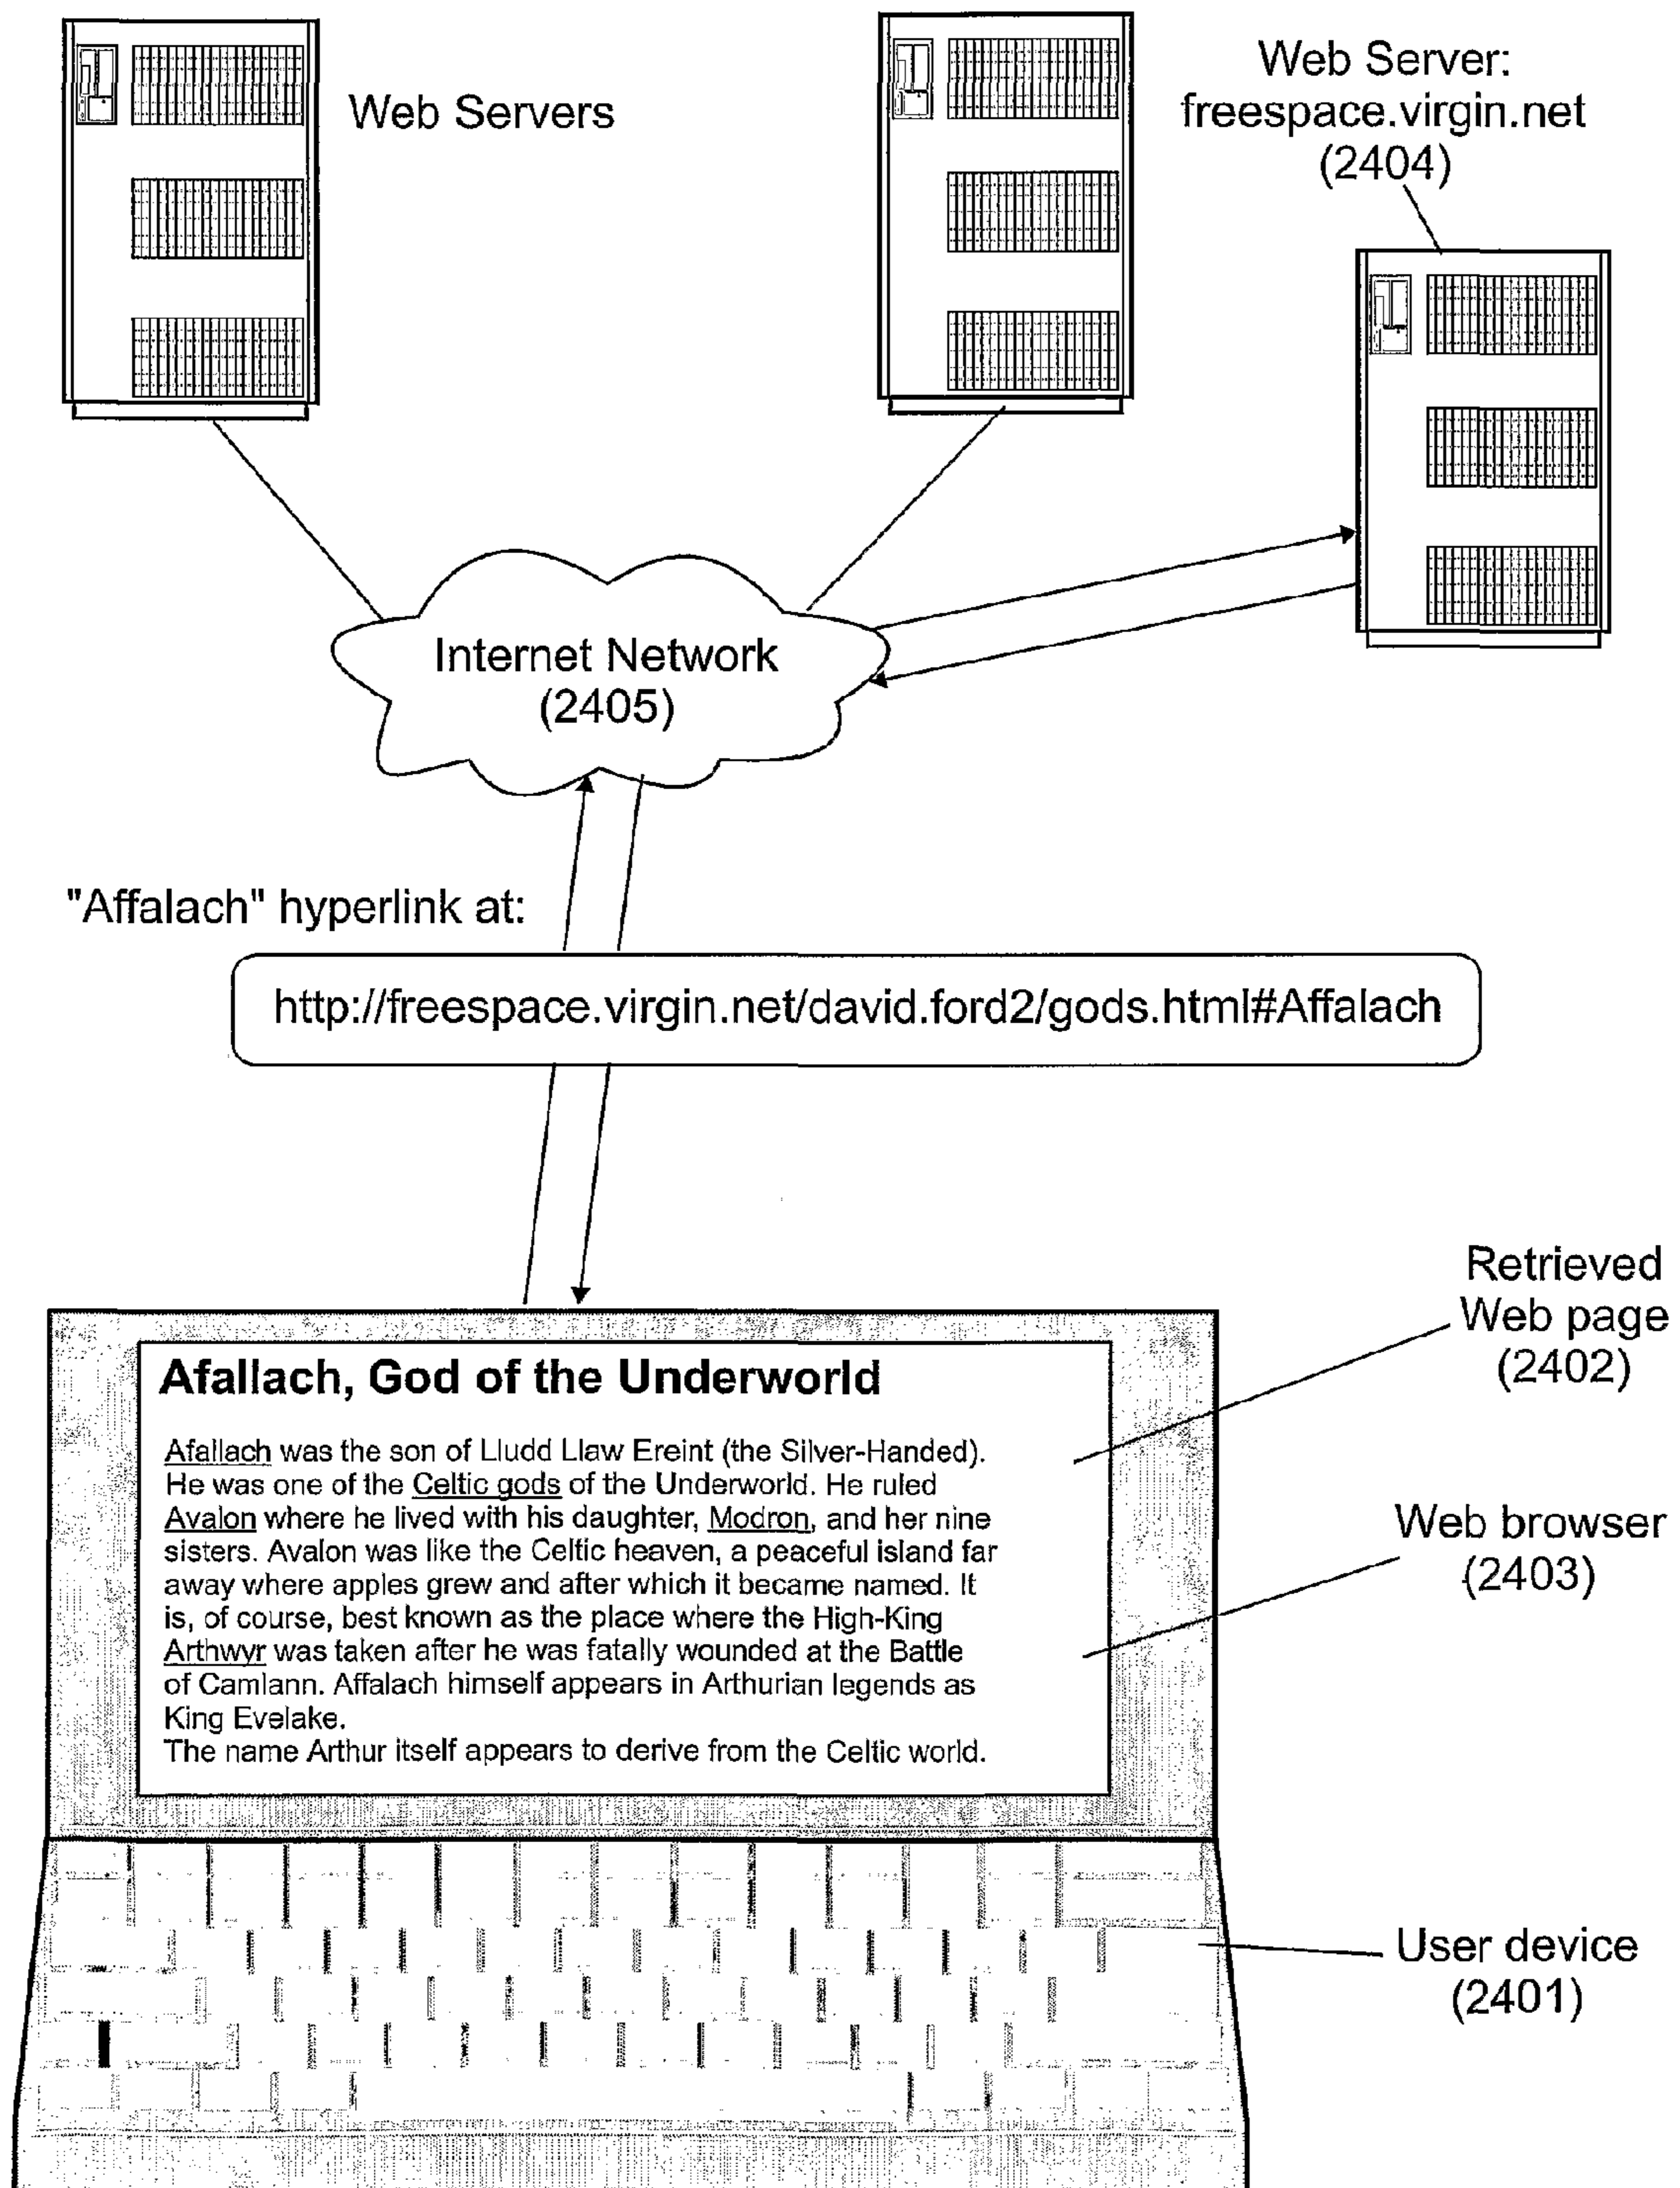 Web Servers
Web Server:
freespace.virgin.net
(2404)
Internet Network
(2405)
"Affalach" hyperlink at:
http://freespace.virgin.net/david.ford2/gods.html#Affalach
Retrieved
Web page
(2402)
Afallach, God of the Underworld
Afallach was the son of Lludd Llaw Ereint (the Silver-Handed).
He was one of the Celtic gods of the Underworld. He ruled
Avalon where he lived with his daughter, Modron, and her nine
sisters. Avalon was like the Celtic heaven, a peaceful island far
away where apples grew and after which it became named. It
is, of course, best known as the place where the High-King
Arthwyr was taken after he was fatally wounded at the Battle
of Camlann. Affalach himself appears in Arthurian legends as
King Evelake.
The name Arthur itself appears to derive from the Celtic world.
Web browser
(2403)
User device
(2401)